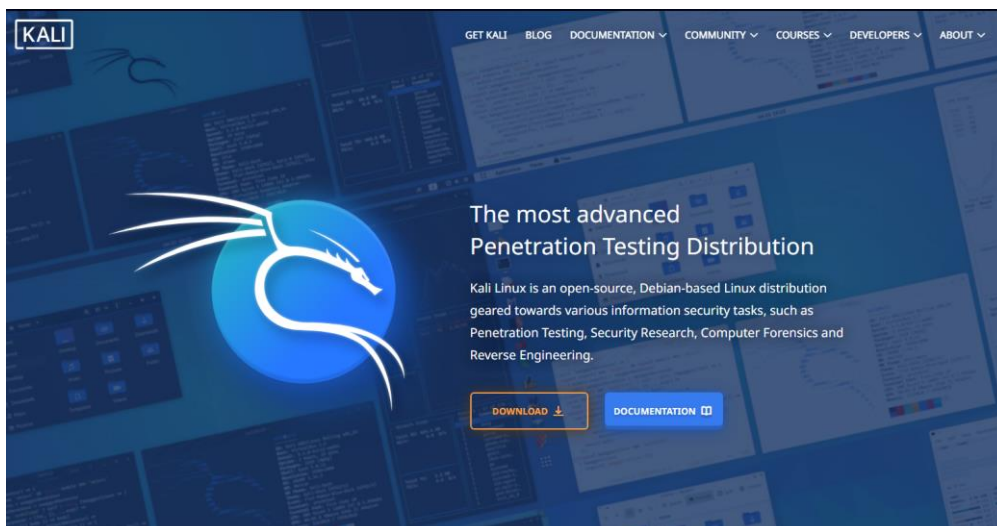 KALI
GET KALI BLOG DOCUMENTATION COMMUNITY COURSES DEVELOPERS ABOUT
The most advanced
Penetration Testing Distribution
Kali Linux is an open-source, Debian-based Linux distribution
geared towards various information security tasks, such as
Penetration Testing, Security Research, Computer Forensics and
Reverse Engineering.
DOWNLOAD DOCUMENTATION